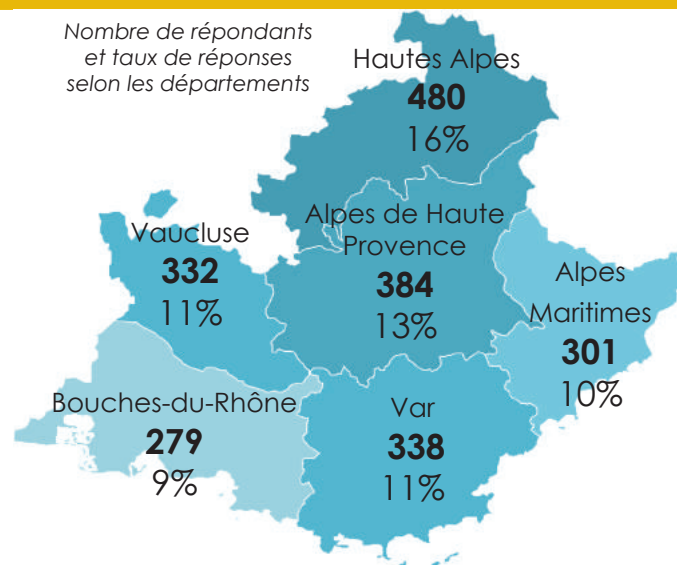 Nombre de répondants
et taux de réponses
selon les départements
Hautes Alpes
480
16%
Vaucluse
332
11%
Alpes de Haute
Provence
384
13%
Alpes
Maritimes
301
10%
Bouches-du-Rhône
279
9%
Var
338
11%